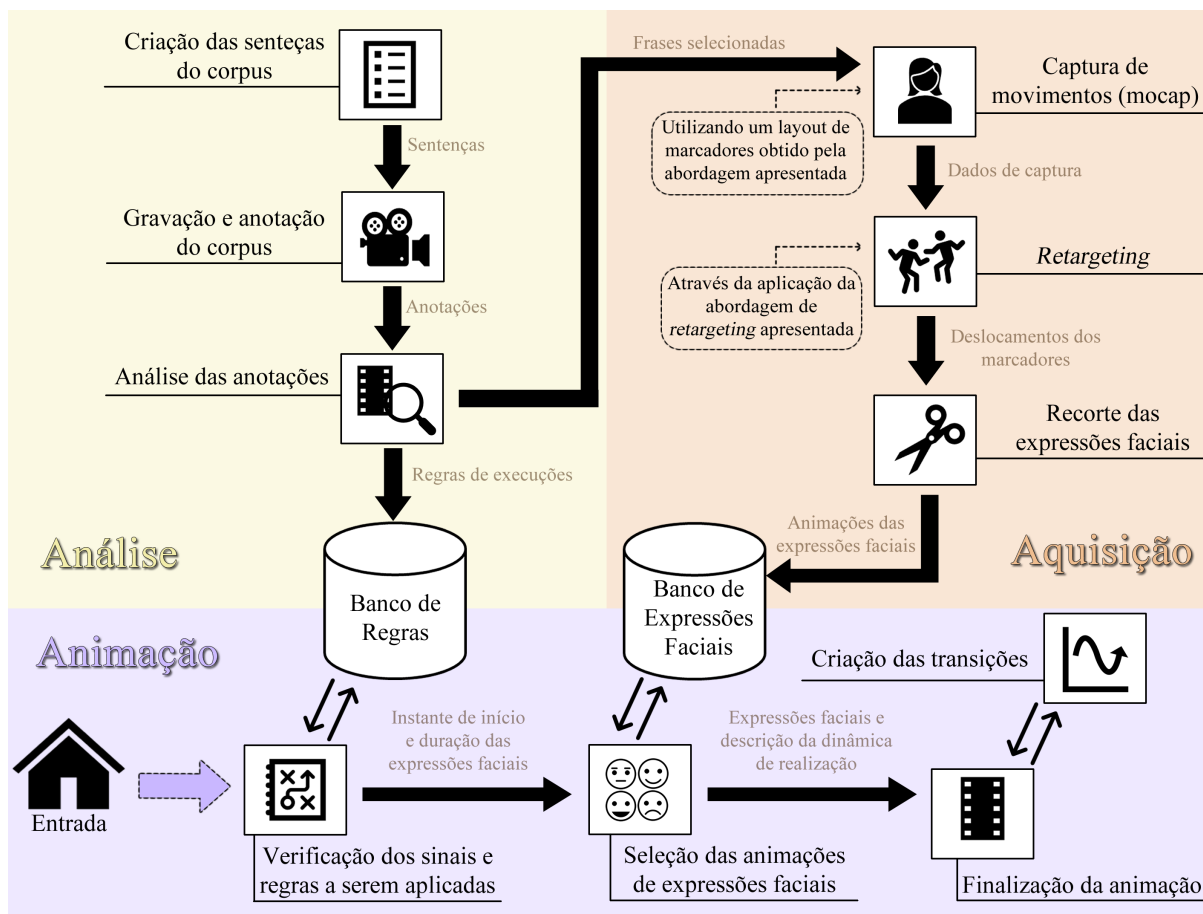 Criação das senteças
do corpus
Sentenças
Gravação e anotação
do corpus
Anotações
Análise das anotações
Regras de execuções
Análise
Banco de
Regras
Frases selecionadas
Captura de
movimentos (mocap)
Utilizando um layout de
marcadores obtido pela
abordagem apresentada
Dados de captura
Retargeting
Através da aplicação da
abordagem de
retargeting apresentada
Deslocamentos dos
marcadores
Recorte das
expressões faciais
Animações das
expressões faciais
Aquisição
Banco de
Expressões
Faciais
Animação
Entrada
Verificação dos sinais e
regras a serem aplicadas
Instante de início
e duração das
expressões faciais
Seleção das animações
de expressões faciais
Expressões faciais e
descrição da dinâmica
de realização
Criação das transições
Finalização da animação